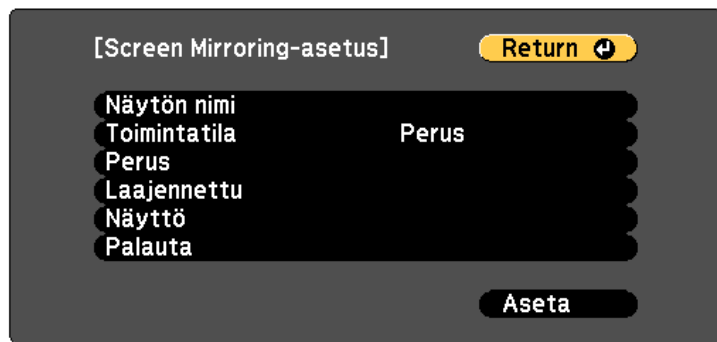 [Screen Mirroring-asetus] Return
Näytön nimi
Toimintatila Perus
Perus
Laajennettu
Näyttö
Palauta
Aseta